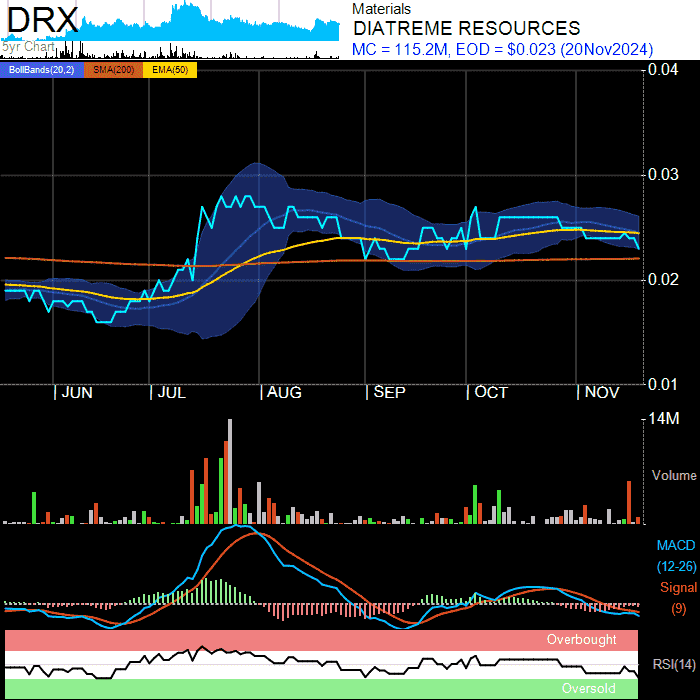 DRX
5yr Chart
Materials
DIATREME RESOURCES
MC = 115.2M, EOD = $0.023 (20Nov2024)
BollBands(20,2) SMA(200) EMA(50)
0.04
0.03
0.02
0.01
JUN JUL AUG SEP OCT NOV
14M
Volume
MACD
(12-26)
Signal
(9)
Overbought
RSI(14)
Oversold